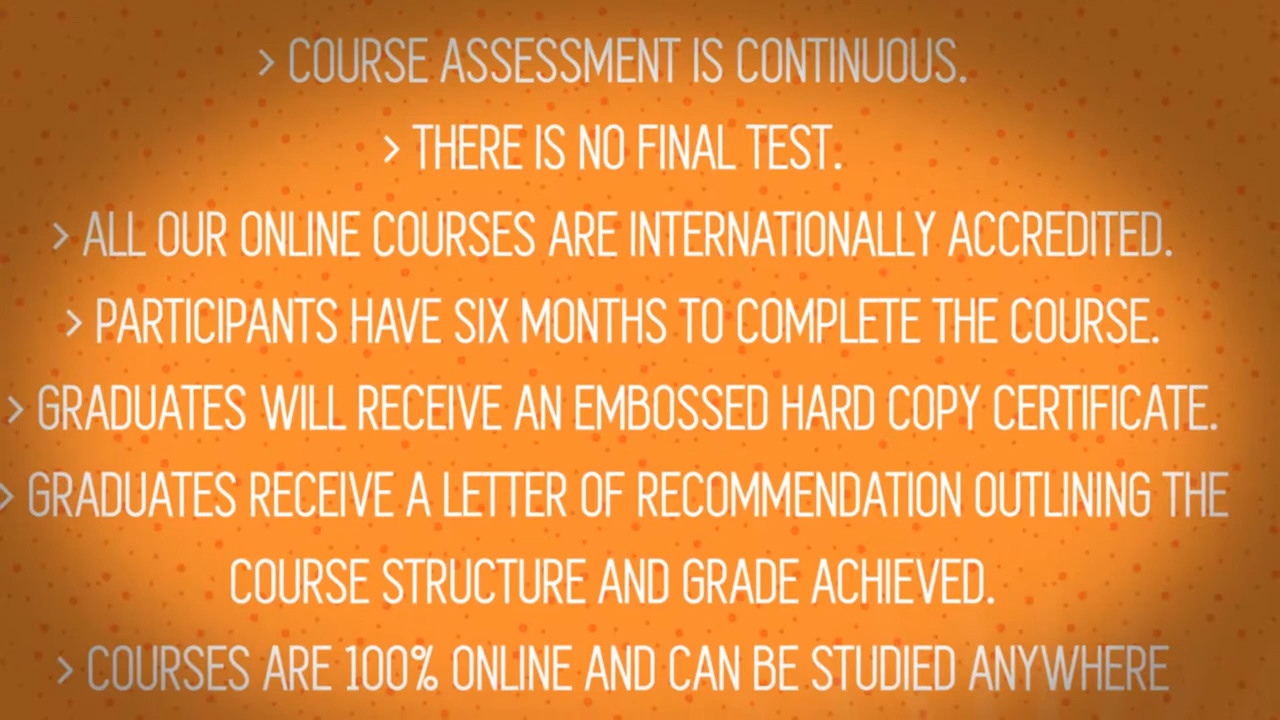 > COURSE ASSESSMENT IS CONTINUOUS.
> THERE IS NO FINAL TEST.
> ALL OUR ONLINE COURSES ARE INTERNATIONALLY ACCREDITED.
> PARTICIPANTS HAVE SIX MONTHS TO COMPLETE THE COURSE.
> GRADUATES WILL RECEIVE AN EMBOSSED HARD COPY CERTIFICATE.
> GRADUATES RECEIVE A LETTER OF RECOMMENDATION OUTLINING THE
COURSE STRUCTURE AND GRADE ACHIEVED.
> COURSES ARE 100% ONLINE AND CAN BE STUDIED ANYWHERE